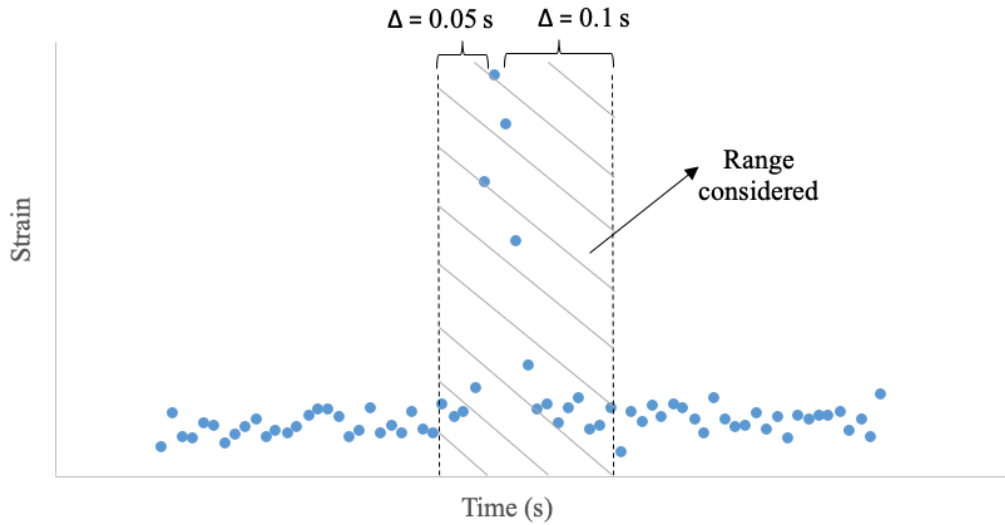 Δ = 0.05 s
Δ = 0.1 s
Range
considered
Strain
Time (s)